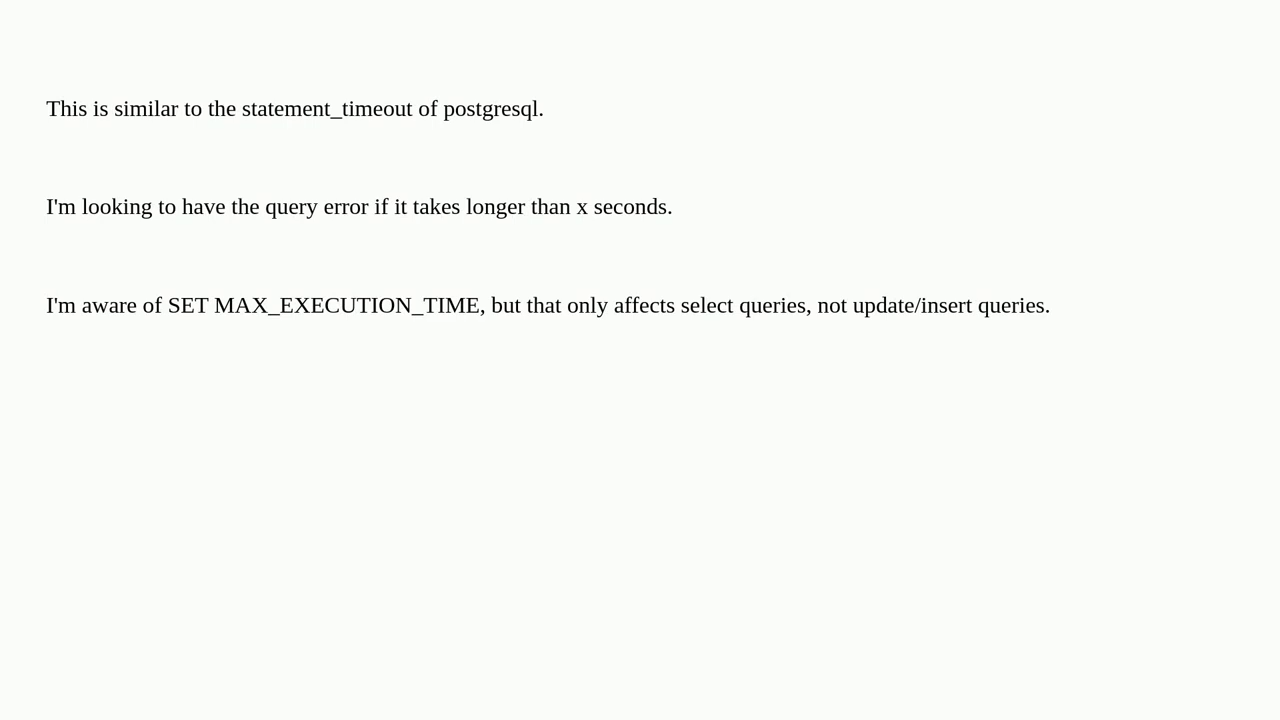 This is similar to the statement_timeout of postgresql.
I'm looking to have the query error if it takes longer than x seconds.
I'm aware of SET MAX_EXECUTION_TIME, but that only affects select queries, not update/insert queries.